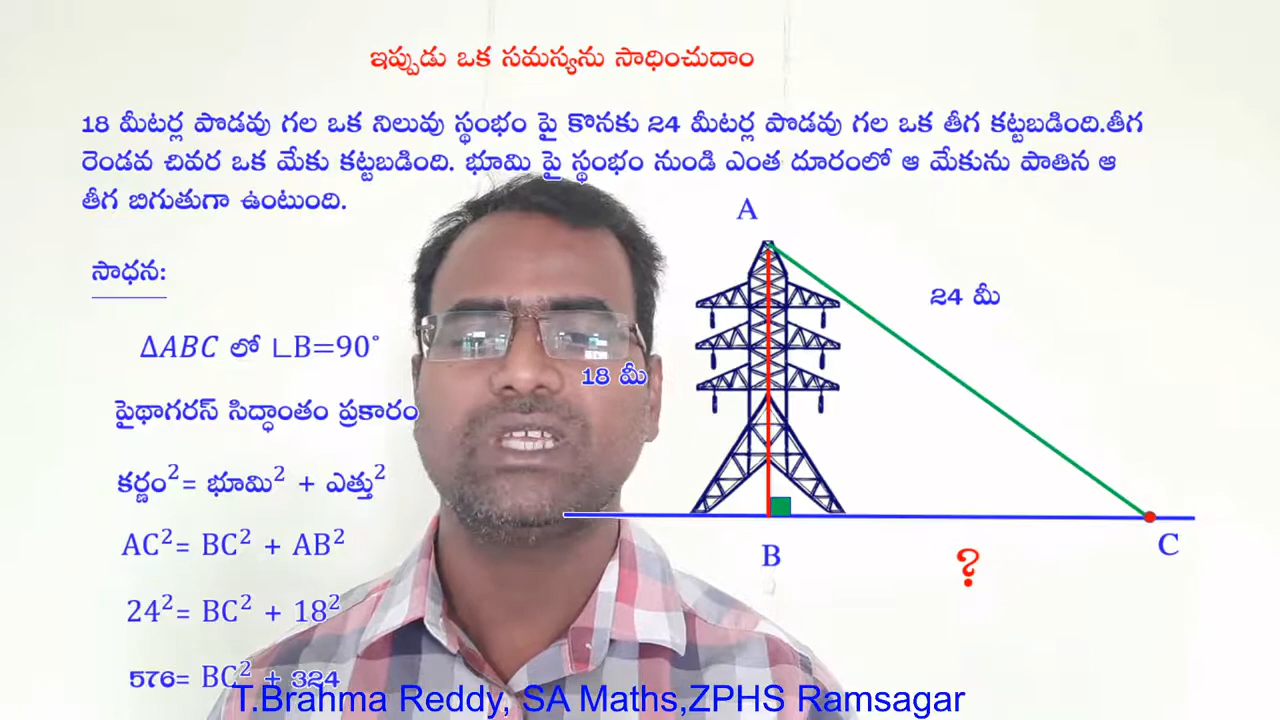 ఇప్పుడు ఒక సమస్యను సాధించుదాం
18 మీటర్ల పొడవు గల ఒక నిలువు స్థంభం పై కొనకు 24 మీటర్ల పొడవు గల ఒక తీగ కట్టబడింది.తీగ
రెండవ చివర ఒక మేకు కట్టబడింది. భూమి పై స్థంభం నుండి ఎంత దూరంలో ఆ మేకును పాతిన ఆ
తీగ బిగుతుగా ఉంటుంది.
సాధన:
∆ABC లో ∟B=90°
పైథాగరస్ సిద్ధాంతం ప్రకారం
కర్ణం²= భూమి² + ఎత్తు²
AC²= BC² + AB²
24²= BC² + 18²
576= BC² + 324
A
24 మీ
18 మీ
B
?
C
T.Brahma Reddy, SA Maths,ZPHS Ramsagar